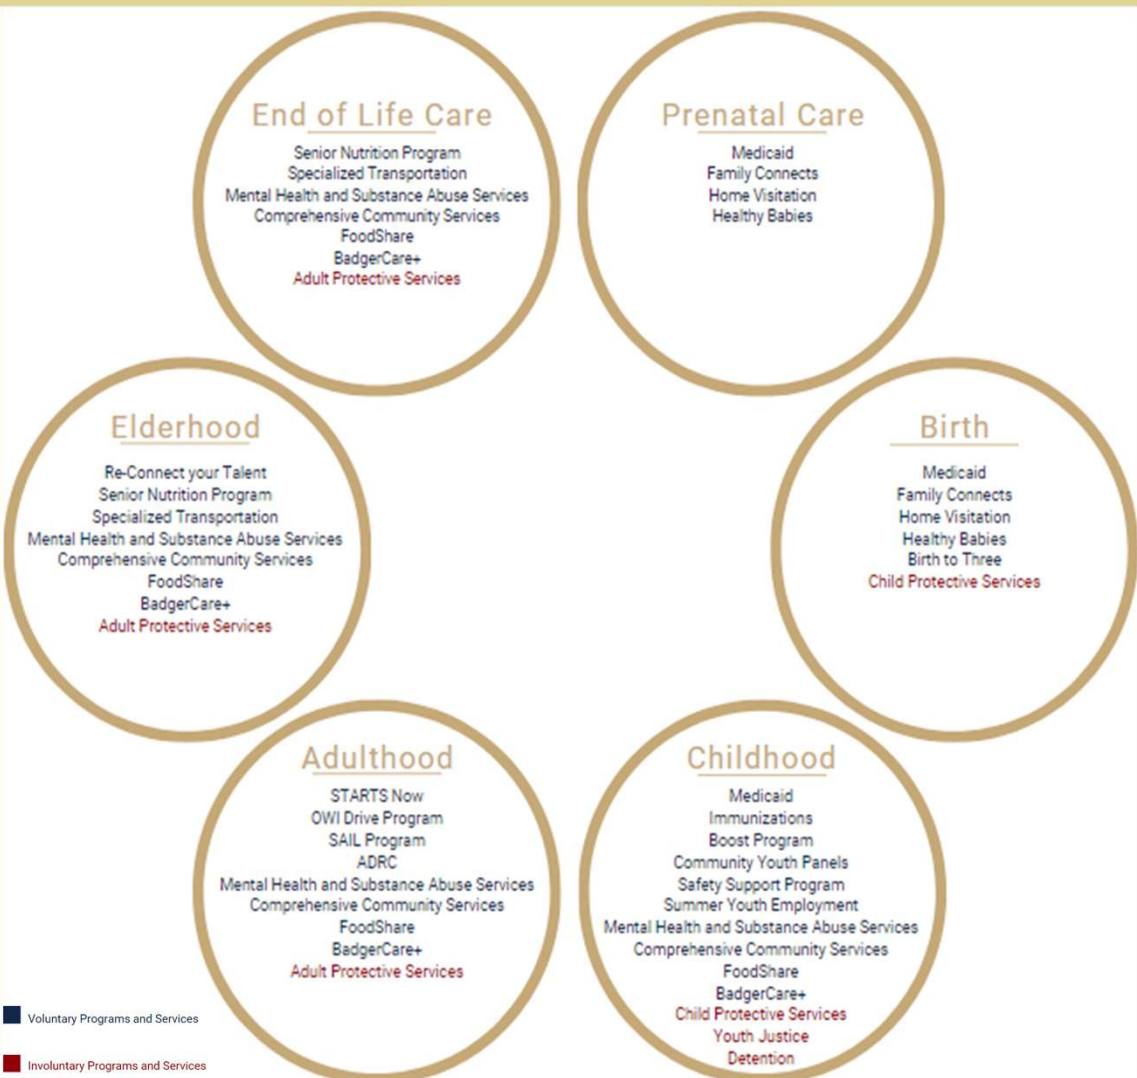 End of Life Care
Senior Nutrition Program
Specialized Transportation
Mental Health and Substance Abuse Services
Comprehensive Community Services
FoodShare
BadgerCare+
Adult Protective Services
Prenatal Care
Medicaid
Family Connects
Home Visitation
Healthy Babies
Elderhood
Re-Connect your Talent
Senior Nutrition Program
Specialized Transportation
Mental Health and Substance Abuse Services
Comprehensive Community Services
FoodShare
BadgerCare+
Adult Protective Services
Birth
Medicaid
Family Connects
Home Visitation
Healthy Babies
Birth to Three
Child Protective Services
Adulthood
STARTS Now
OWI Drive Program
SAIL Program
ADRC
Mental Health and Substance Abuse Services
Comprehensive Community Services
FoodShare
BadgerCare+
Adult Protective Services
Childhood
Medicaid
Immunizations
Boost Program
Community Youth Panels
Safety Support Program
Summer Youth Employment
Mental Health and Substance Abuse Services
Comprehensive Community Services
FoodShare
BadgerCare+
Child Protective Services
Youth Justice
Detention
Voluntary Programs and Services
Involuntary Programs and Services